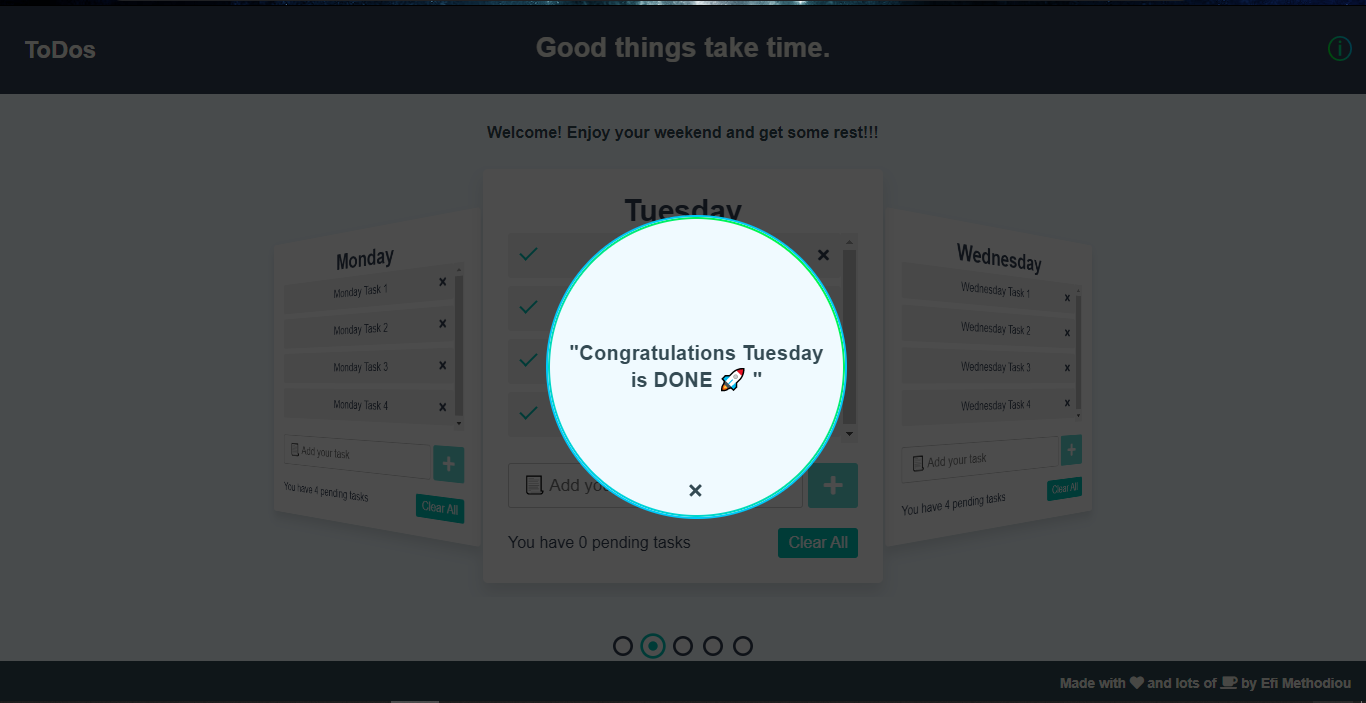 ToDos
Good things take time.
Welcome! Enjoy your weekend and get some rest!!!
Monday
Monday Task 1
Monday Task 2
Monday Task 3
Monday Task 4
Add your task
You have 4 pending tasks
Clear All
Tuesday
"Congratulations Tuesday
is DONE 🚀 "
Add
You have 0 pending tasks
Clear All
Wednesday
Wednesday Task 1
Wednesday Task 2
Wednesday Task 3
Wednesday Task 4
Add your task
You have 4 pending tasks
Clear All
Made with ♥ and lots of ☕ by Efi Methodiou